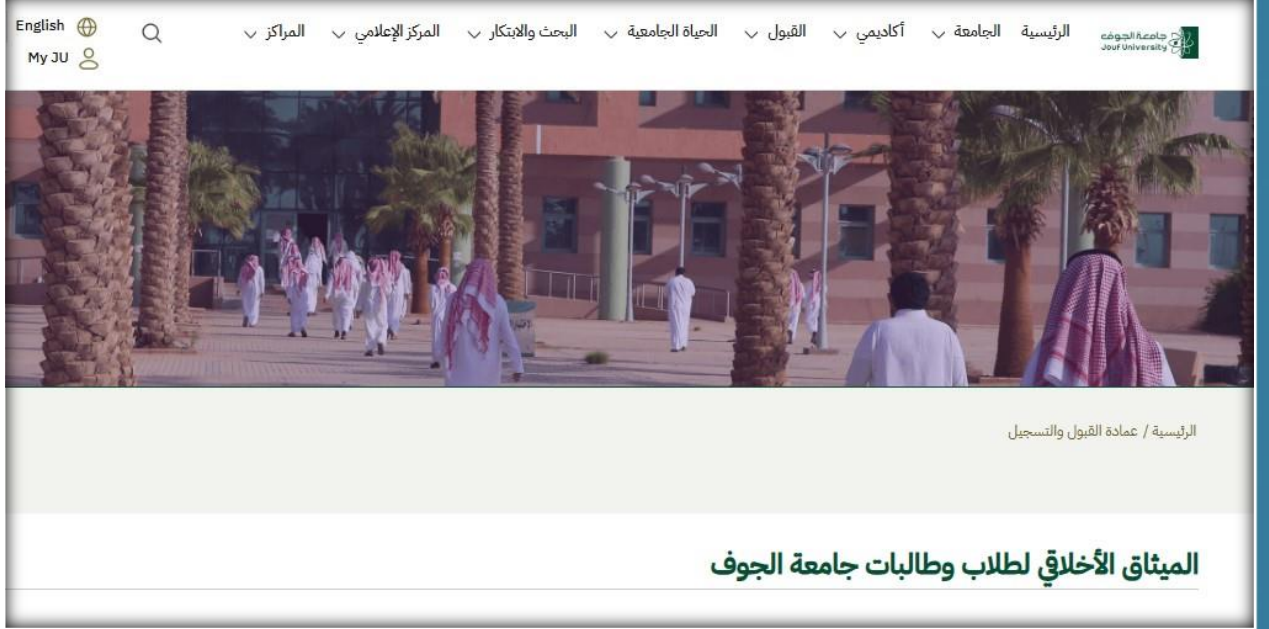 جامعة الجوف
Jouf University
الرئيسية الجامعة أكاديمي القبول الحياة الجامعية البحث والابتكار المركز الإعلامي المراكز
English
My JU
الرئيسية / عمادة القبول والتسجيل
الميثاق الأخلاقي لطلاب وطالبات جامعة الجوف